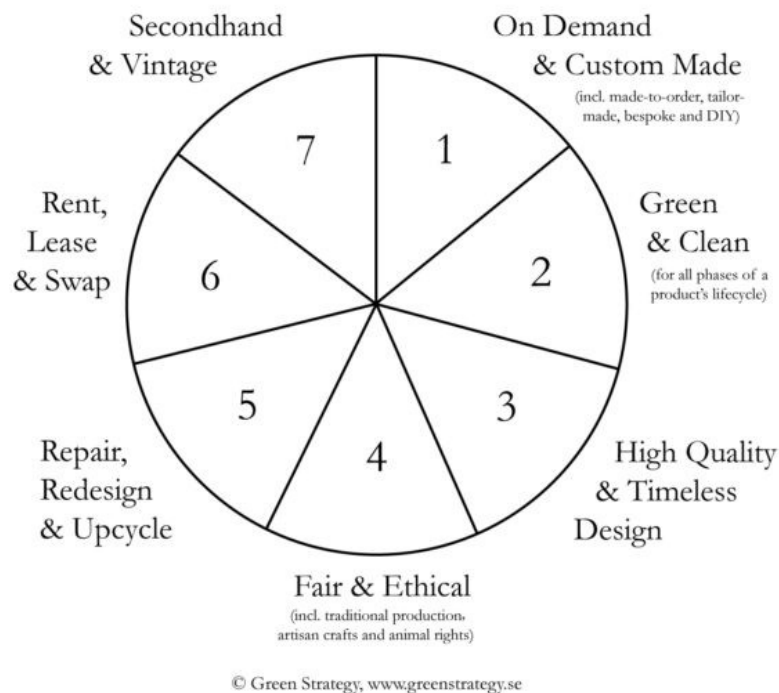 Secondhand
& Vintage
On Demand
& Custom Made
(incl. made-to-order, tailor-
made, bespoke and DIY)
7
1
Rent,
Lease
& Swap
6
2
Green
& Clean
(for all phases of a
product's lifecycle)
5
3
4
Repair,
Redesign
& Upcycle
High Quality
& Timeless
Design
Fair & Ethical
(incl. traditional production,
artisan crafts and animal rights)
© Green Strategy, www.greenstrategy.se